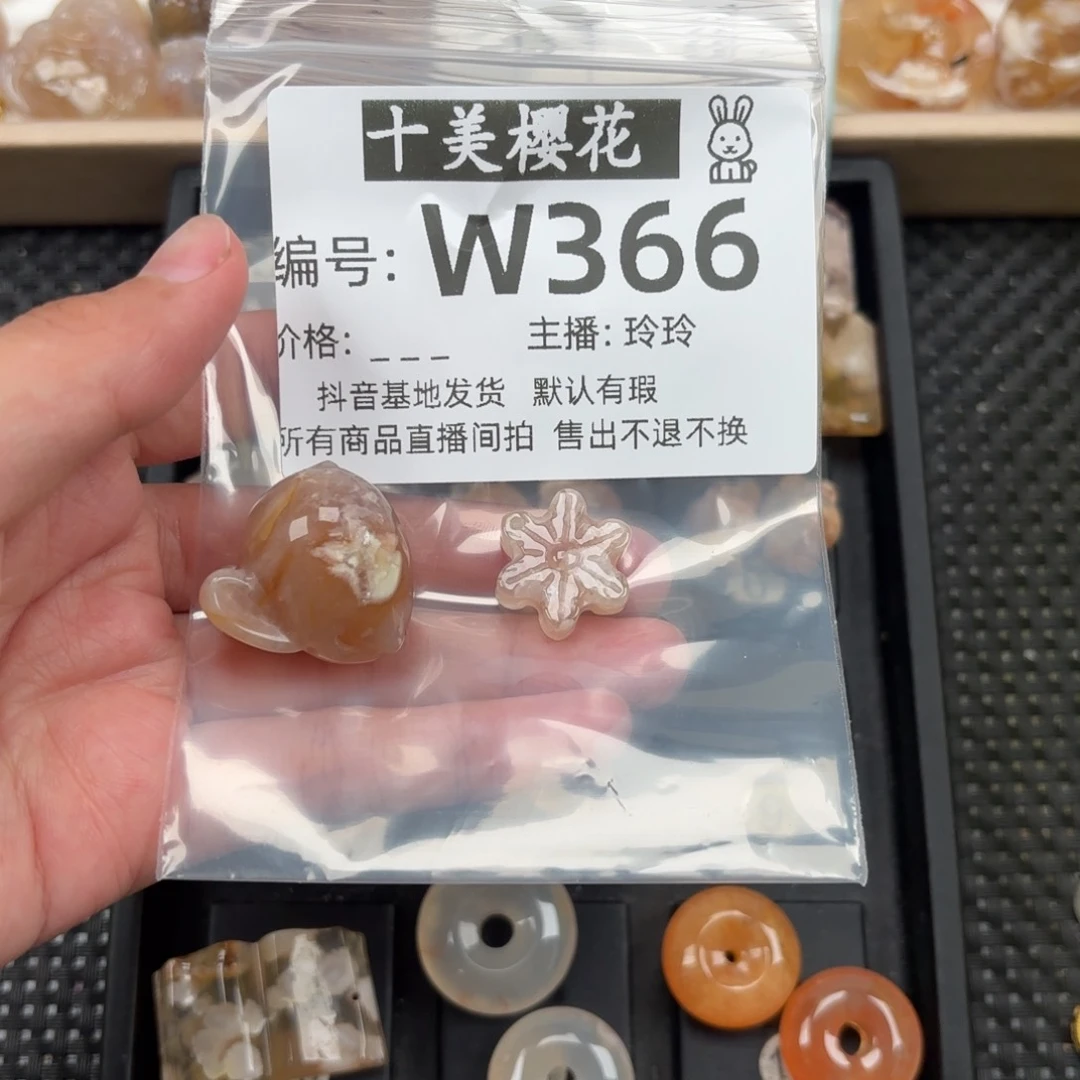 十美樱花
编号: W366
价格: _ _ _ 主播: 玲玲
抖音基地发货 默认有瑕
所有商品直播间拍 售出不退不换